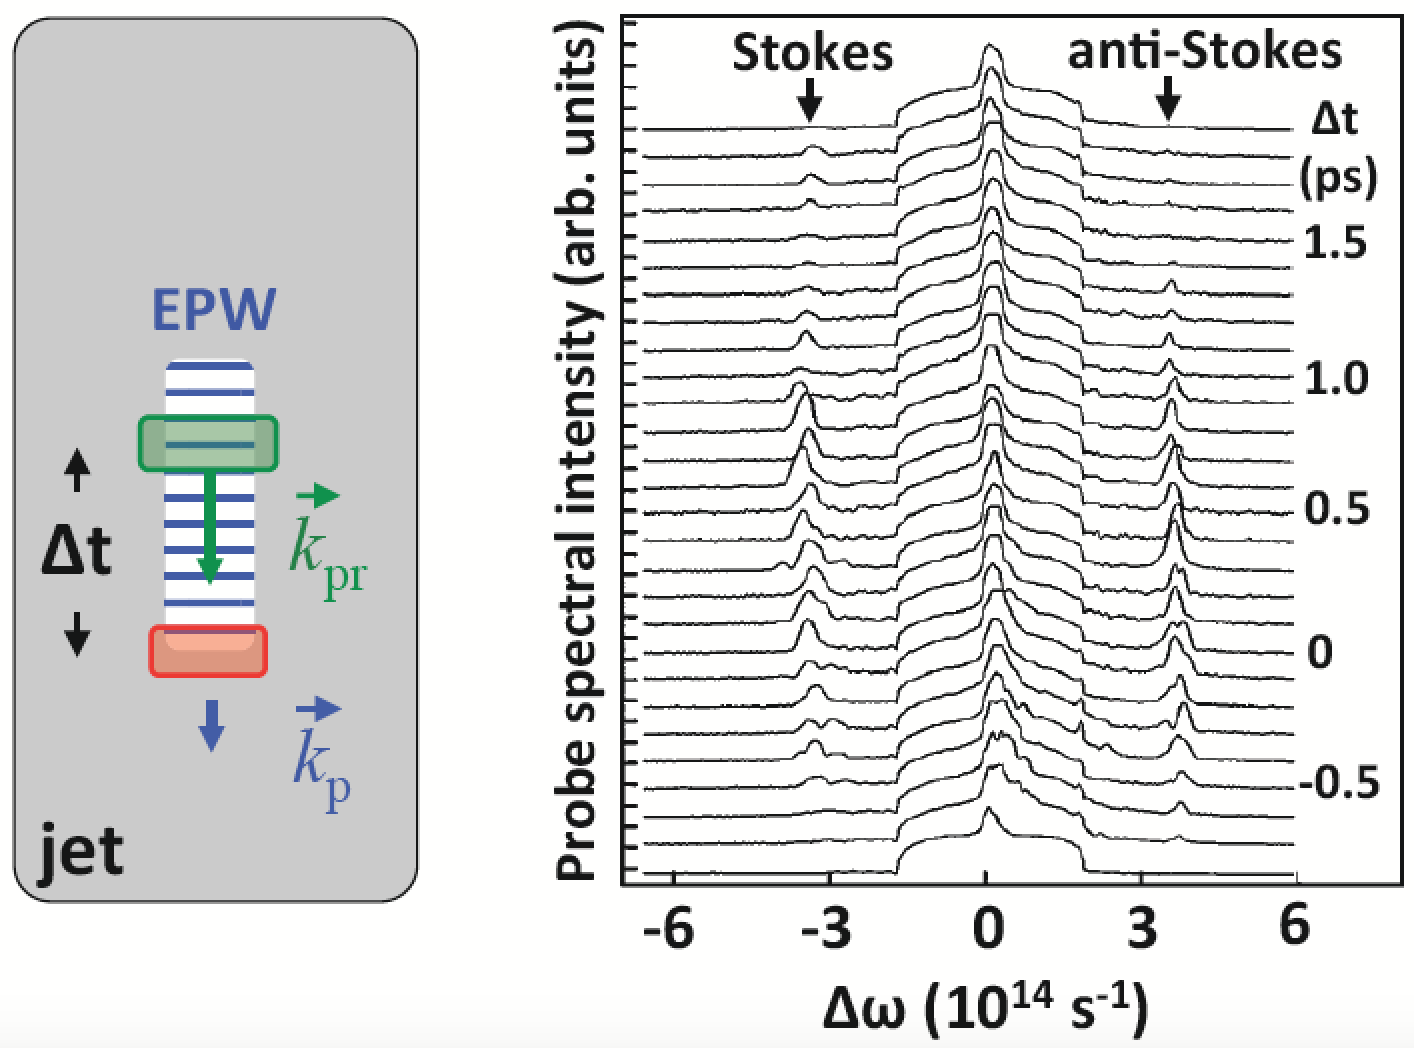 EPW
Δt
k pr
k p
jet
Probe spectral intensity (arb. units)
Stokes
anti-Stokes
Δt
(ps)
1.5
1.0
0.5
0
-0.5
-6 -3 0 3 6
Δω (10¹⁴ s⁻¹)